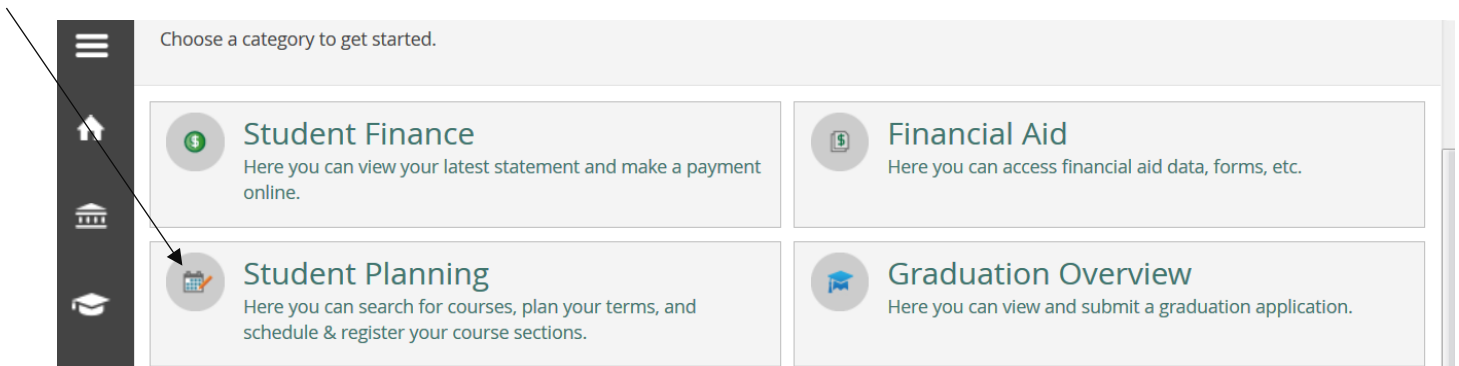 Choose a category to get started.
Student Finance
Here you can view your latest statement and make a payment
online.
Financial Aid
Here you can access financial aid data, forms, etc.
Student Planning
Here you can search for courses, plan your terms, and
schedule & register your course sections.
Graduation Overview
Here you can view and submit a graduation application.